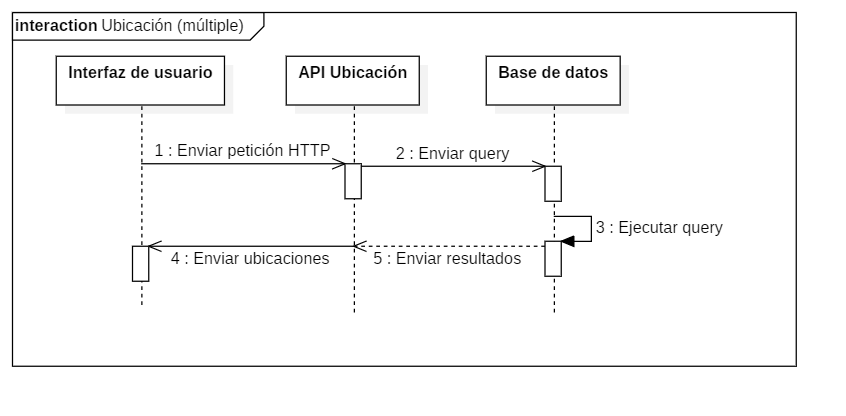 interaction Ubicación (múltiple)
Interfaz de usuario
API Ubicación
Base de datos
1 : Enviar petición HTTP
2 : Enviar query
3 : Ejecutar query
4 : Enviar ubicaciones
5 : Enviar resultados